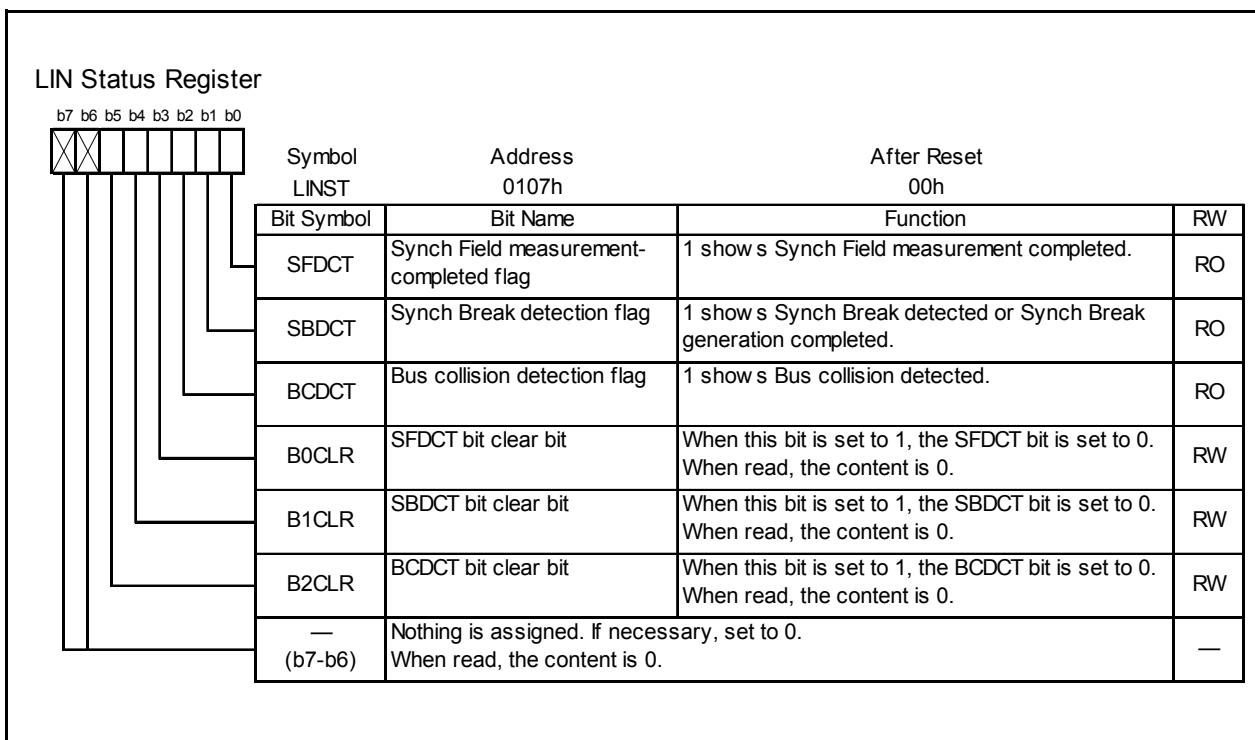 LIN Status Register
b7 b6 b5 b4 b3 b2 b1 b0
Symbol Address After Reset
LINST 0107h 00h
Bit Symbol Bit Name Function RW
SFDCT Synch Field measurement- 1 shows Synch Field measurement completed. RO
completed flag
SBDCT Synch Break detection flag 1 shows Synch Break detected or Synch Break RO
generation completed.
BCDCT Bus collision detection flag 1 shows Bus collision detected. RO
B0CLR SFDCT bit clear bit When this bit is set to 1, the SFDCT bit is set to 0. RW
When read, the content is 0.
B1CLR SBDCT bit clear bit When this bit is set to 1, the SBDCT bit is set to 0. RW
When read, the content is 0.
B2CLR BCDCT bit clear bit When this bit is set to 1, the BCDCT bit is set to 0. RW
When read, the content is 0.
— Nothing is assigned. If necessary, set to 0. —
(b7-b6) When read, the content is 0.